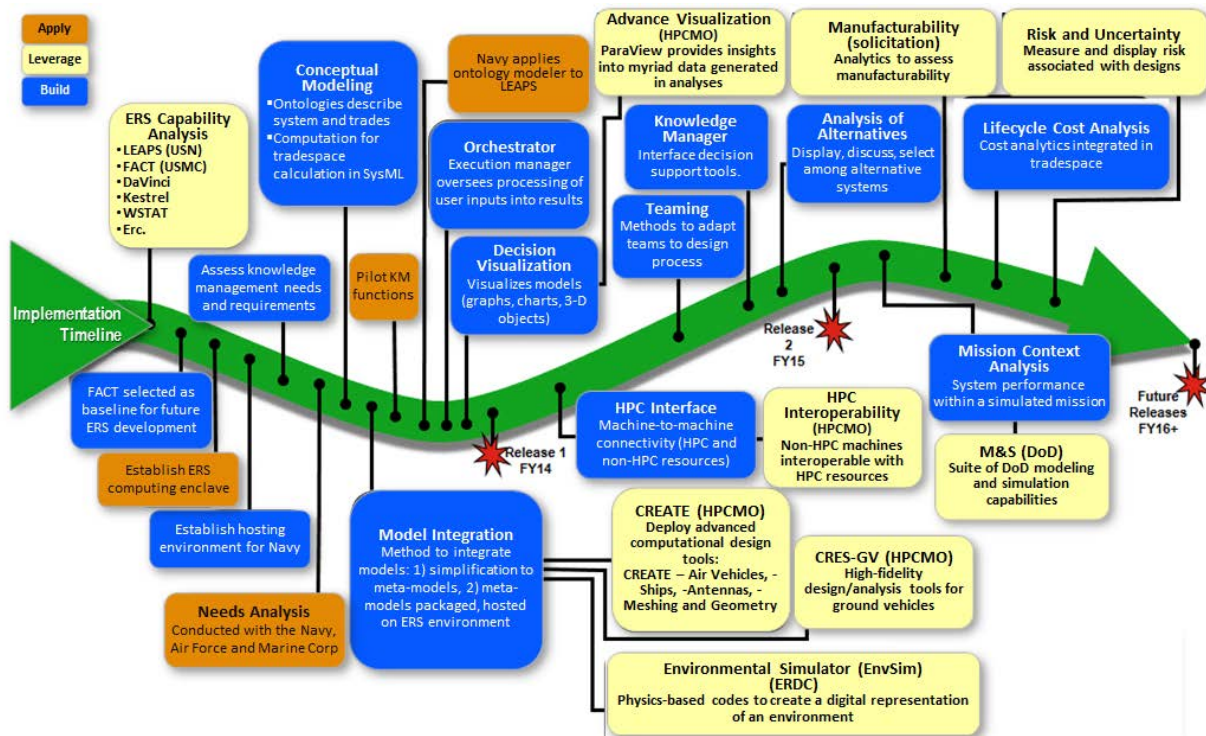 Apply
Leverage
Build
ERS Capability
Analysis
• LEAPS (USN)
• FACT (USMC)
• DaVinci
• Kestrel
• WSTAT
• Erc.
Conceptual
Modeling
▪Ontologies describe
system and trades
▪Computation for
tradespace
calculation in SysML
Navy applies
ontology modeler to
LEAPS
Orchestrator
Execution manager
oversees processing of
user inputs into results
Decision
Visualization
Visualizes models
(graphs, charts, 3-D
objects)
Advance Visualization
(HPCMO)
ParaView provides insights
into myriad data generated
in analyses
Knowledge
Manager
Interface decision
support tools.
Teaming
Methods to adapt
teams to design
process
Manufacturability
(solicitation)
Analytics to assess
manufacturability
Analysis of
Alternatives
Display, discuss, select
among alternative
systems
Risk and Uncertainty
Measure and display risk
associated with designs
Lifecycle Cost Analysis
Cost analytics integrated in
tradespace
Assess knowledge
management needs
and requirements
Pilot KM
functions
Implementation
Timeline
FACT selected as
baseline for future
ERS development
Establish ERS
computing enclave
Establish hosting
environment for Navy
Needs Analysis
Conducted with the Navy,
Air Force and Marine Corp
Model Integration
Method to integrate
models: 1) simplification to
meta-models, 2) meta-
models packaged, hosted
on ERS environment
Release 1
FY14
HPC Interface
Machine-to-machine
connectivity (HPC and
non-HPC resources)
HPC
Interoperability
(HPCMO)
Non-HPC machines
interoperable with
HPC resources
Release
2
FY15
Mission Context
Analysis
System performance
within a simulated mission
M&S (DoD)
Suite of DoD modeling
and simulation
capabilities
Future
Releases
FY16+
CREATE (HPCMO)
Deploy advanced
computational design
tools:
CREATE – Air Vehicles, -
Ships, -Antennas, -
Meshing and Geometry
CRES-GV (HPCMO)
High-fidelity
design/analysis tools for
ground vehicles
Environmental Simulator (EnvSim)
(ERDC)
Physics-based codes to create a digital representation
of an environment